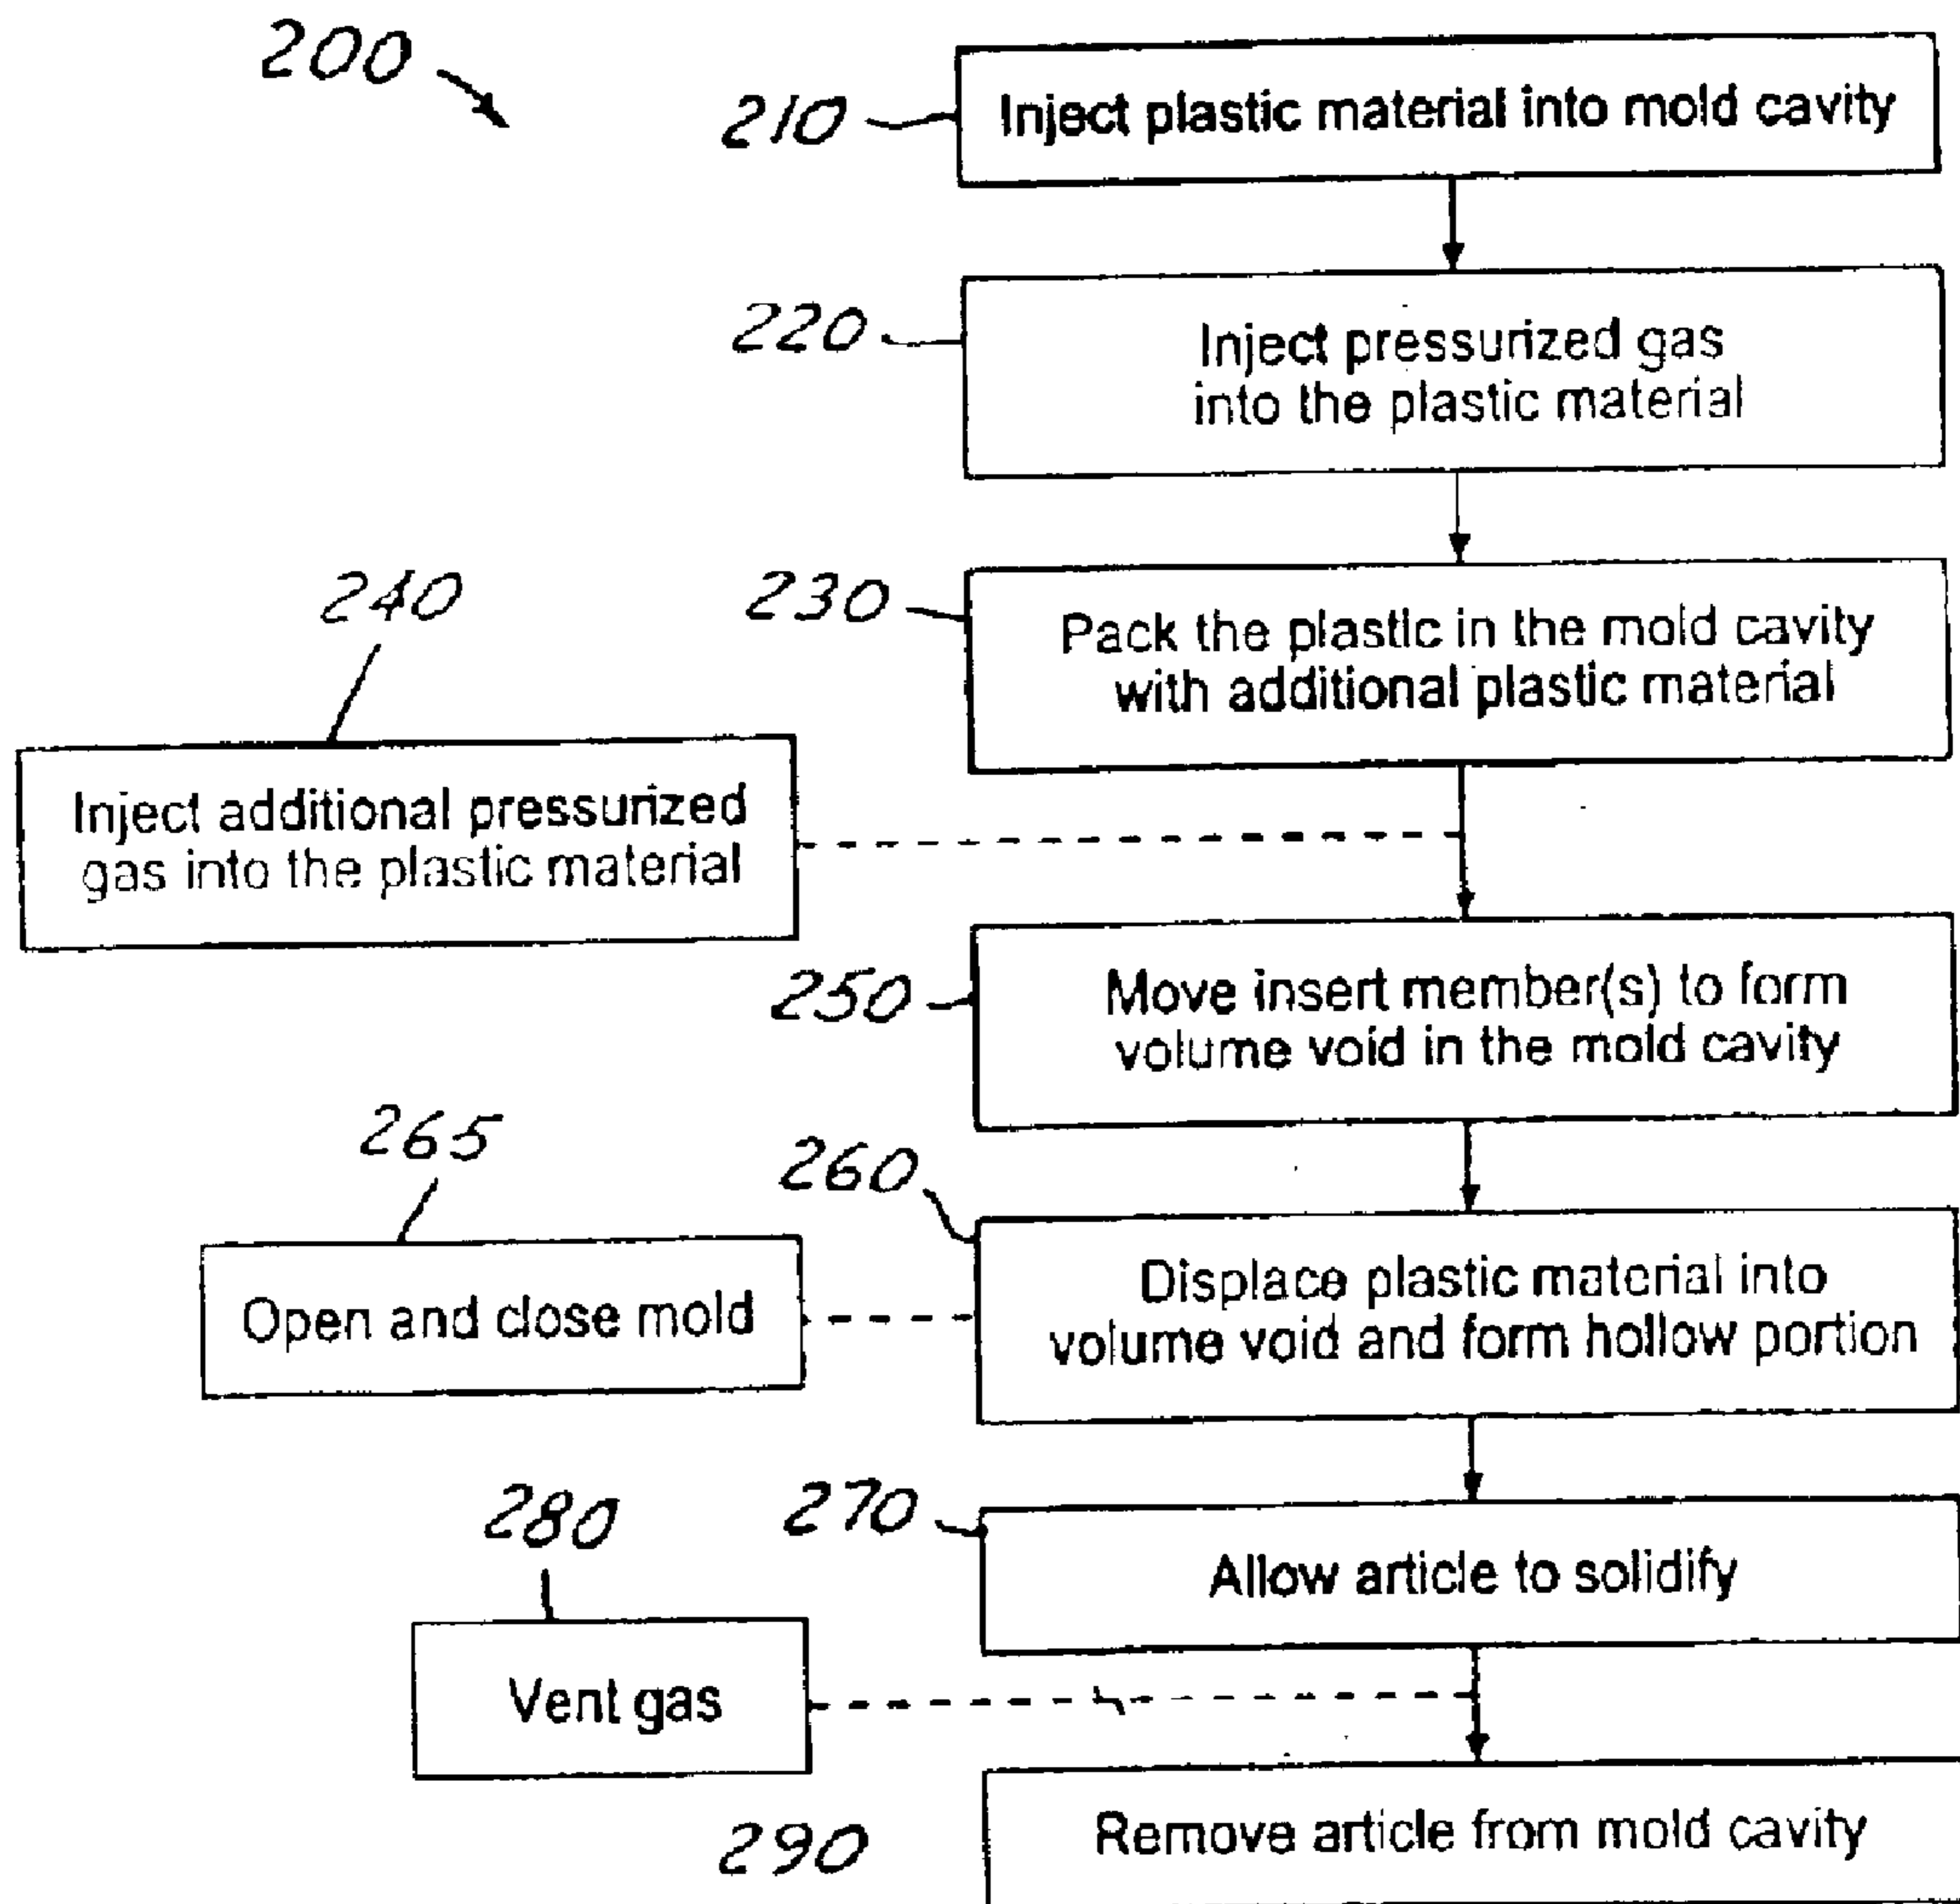 200
210
Inject plastic material into mold cavity
220
Inject pressurized gas
into the plastic material
230
Pack the plastic in the mold cavity
with additional plastic material
240
Inject additional pressurized
gas into the plastic material
250
Move insert member(s) to form
volume void in the mold cavity
265
Open and close mold
260
Displace plastic material into
volume void and form hollow portion
270
Allow article to solidify
280
Vent gas
290
Remove article from mold cavity